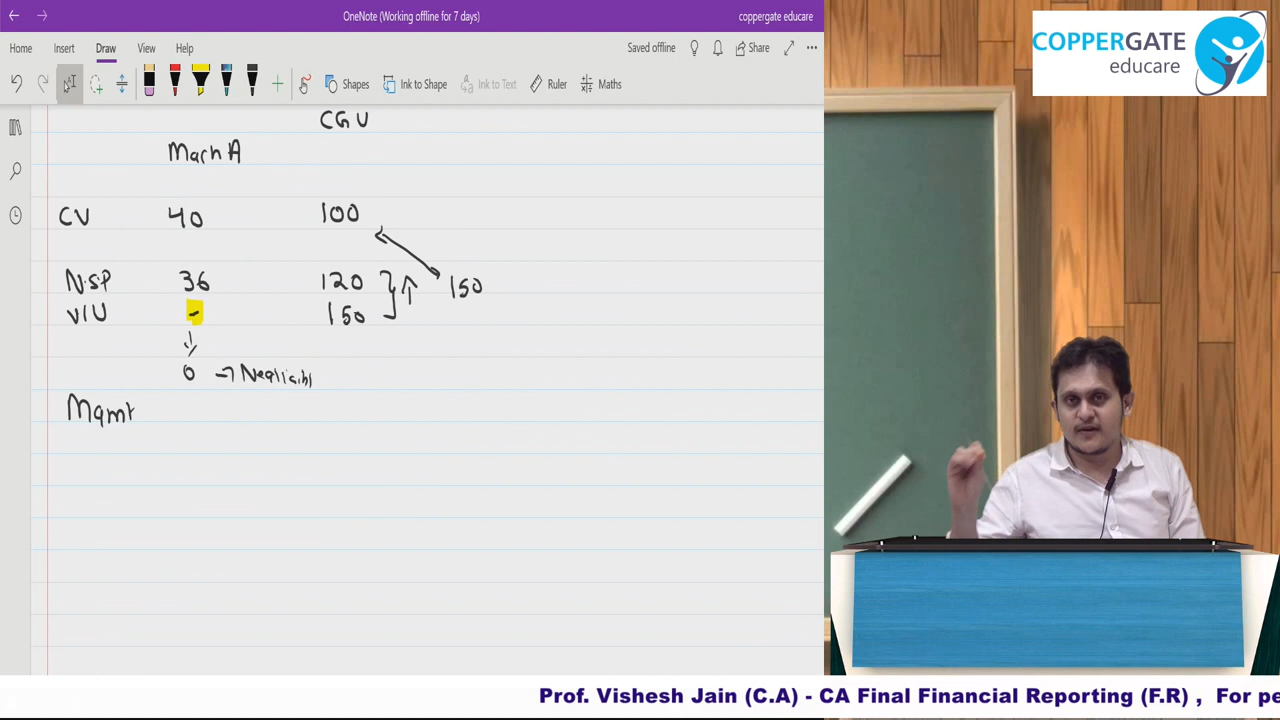 OneNote (Working offline for 7 days)
coppergate educare
Home Insert Draw View Help
Saved offline Share
Shapes Ink to Shape Ink to Text Ruler Maths
COPPERGATE
educare
CGU
Mach A
CV 40 100
N.S.P 36 120 150
VIU - 150
0 → Negligible
Mgmt
Prof. Vishesh Jain (C.A) - CA Final Financial Reporting (F.R) , For pe